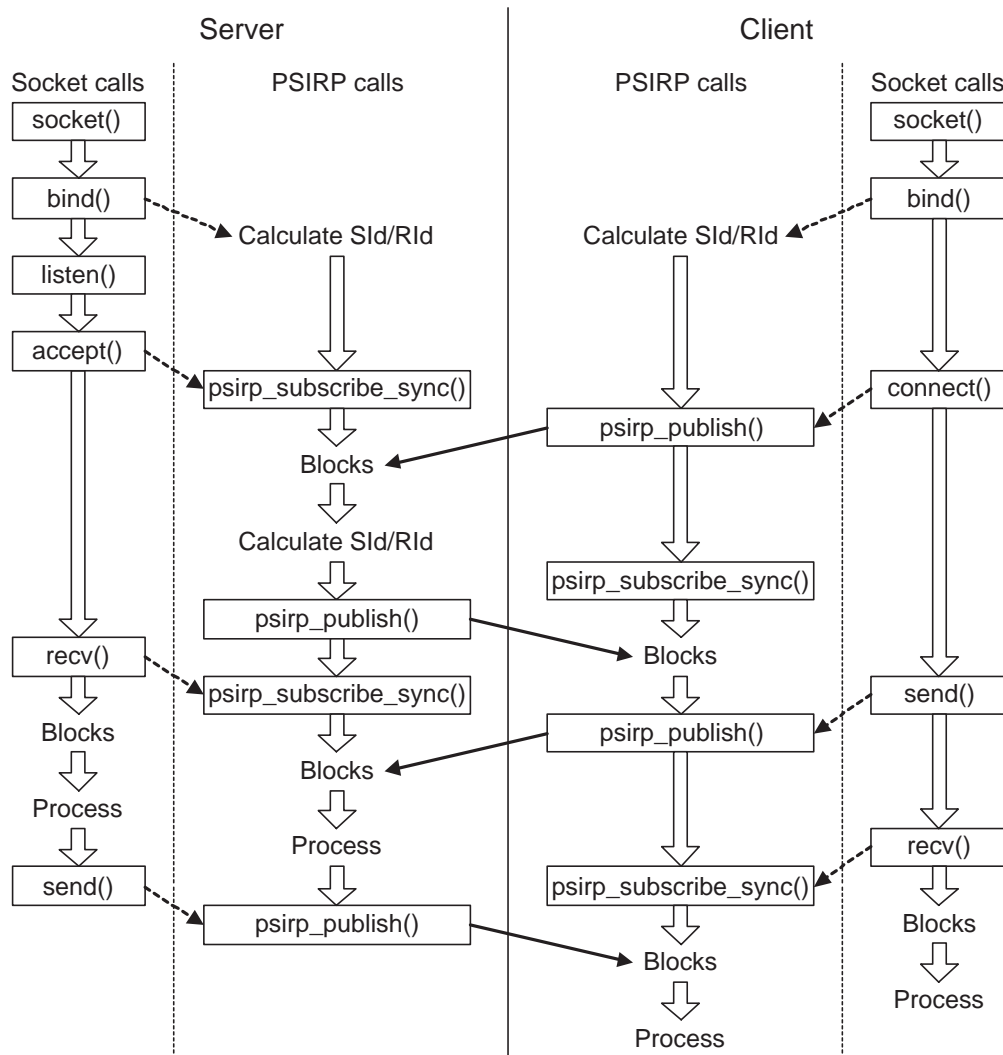 Server
Client
Socket calls
PSIRP calls
PSIRP calls
Socket calls
socket()
socket()
bind()
bind()
Calculate SId/RId
Calculate SId/RId
listen()
accept()
psirp_subscribe_sync()
connect()
psirp_publish()
Blocks
Calculate SId/RId
psirp_subscribe_sync()
psirp_publish()
recv()
Blocks
psirp_subscribe_sync()
send()
Blocks
psirp_publish()
Blocks
Process
Process
recv()
send()
psirp_subscribe_sync()
psirp_publish()
Blocks
Blocks
Process
Process